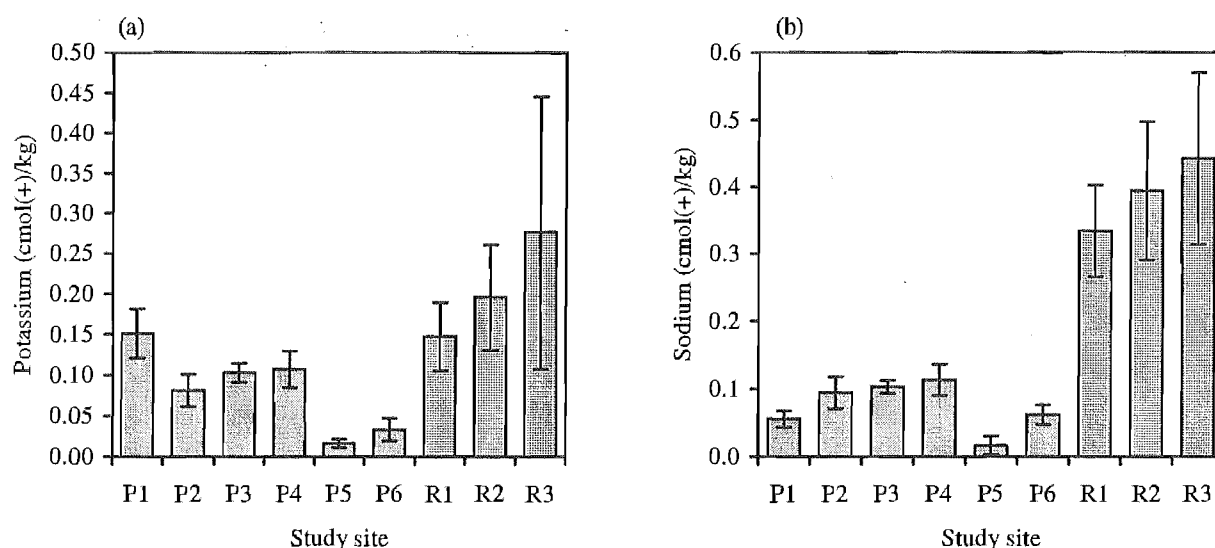 (a)
0.50
0.45
0.40
0.35
0.30
0.25
0.20
0.15
0.10
0.05
0.00
Potassium (cmol(+)/kg)
P1 P2 P3 P4 P5 P6 R1 R2 R3
Study site
(b)
0.6
0.5
0.4
0.3
0.2
0.1
0.0
Sodium (cmol(+)/kg)
P1 P2 P3 P4 P5 P6 R1 R2 R3
Study site